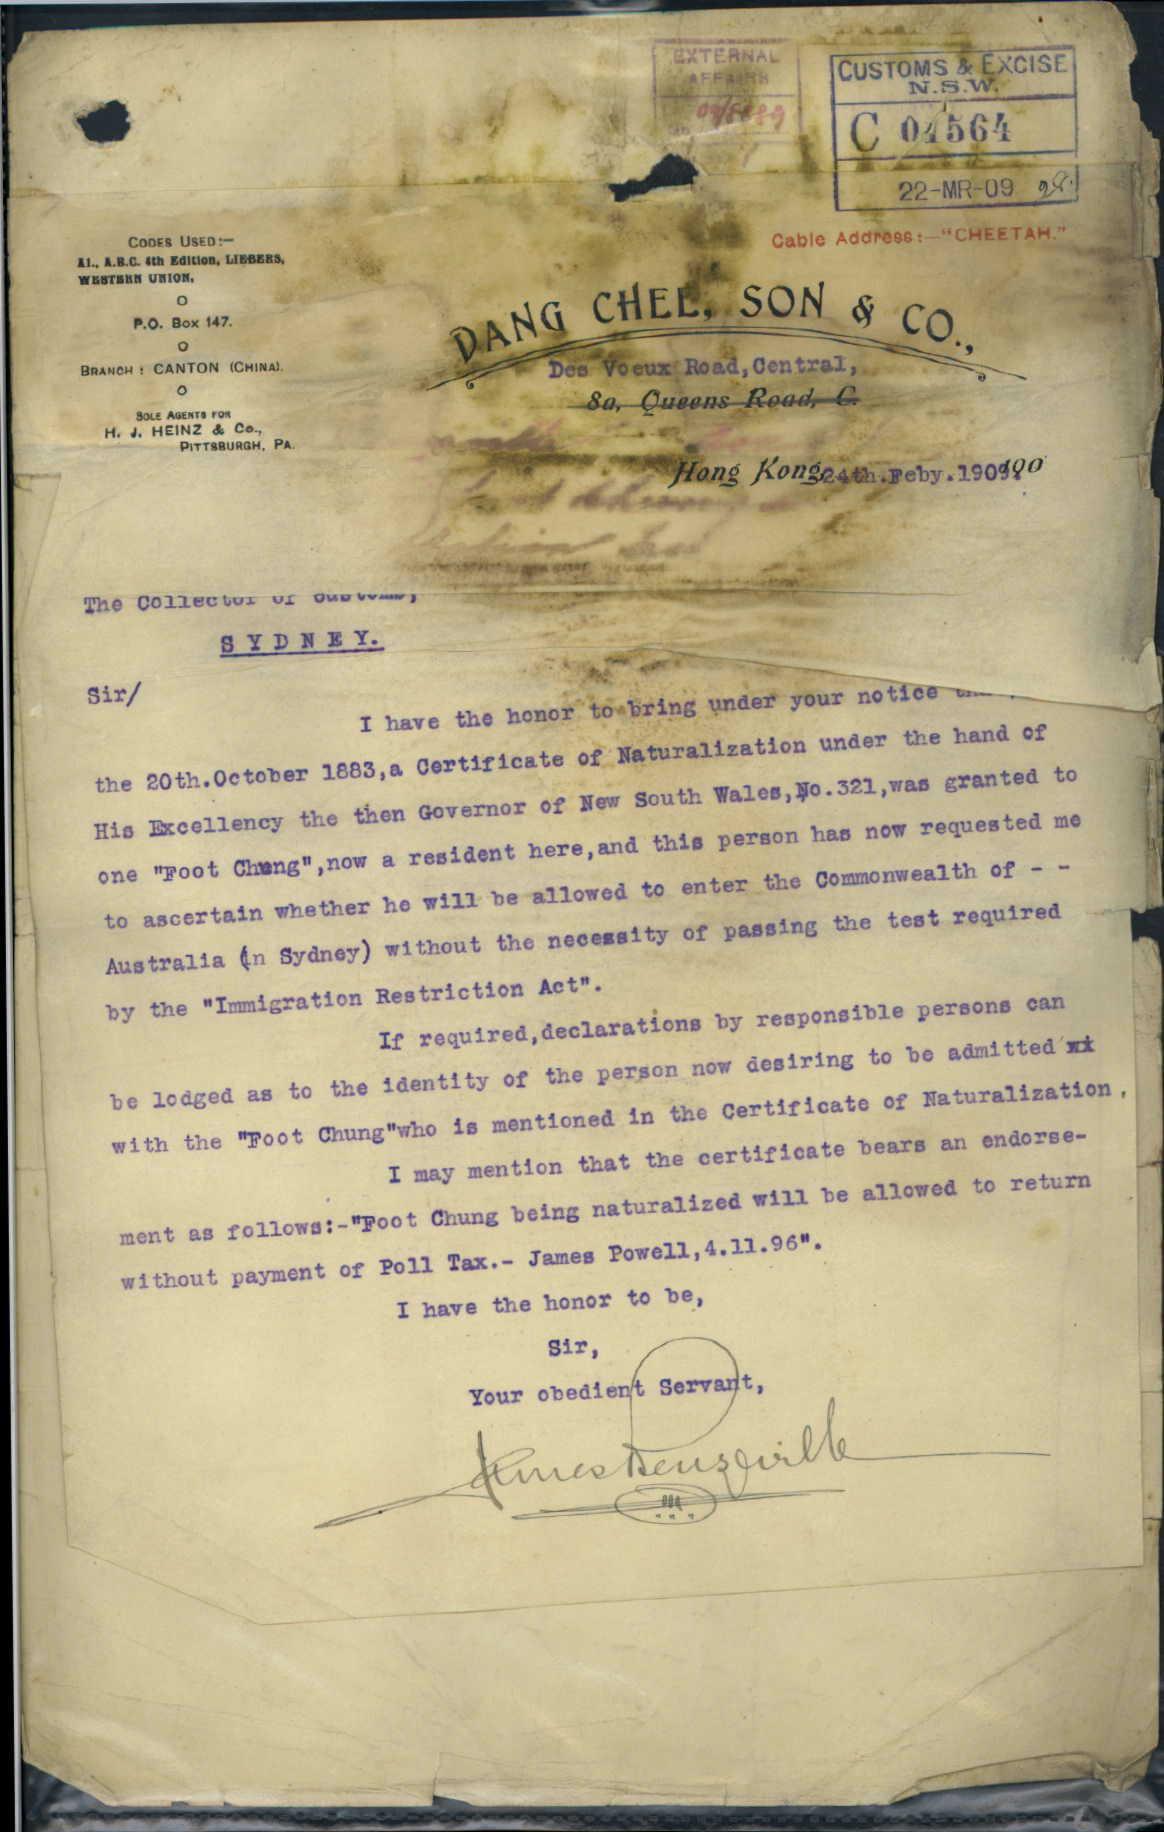 EXTERNAL
AFFAIRS
CUSTOMS & EXCISE
N.S.W.
C 04564
22-MR-09
Cable Address:—"CHEETAH."
CODES USED:—
A1., A.B.C. 4th Edition, LIEBERS,
WESTERN UNION,
P.O. Box 147.
BRANCH: CANTON (CHINA).
SOLE AGENTS FOR
H. J. HEINZ & Co.,
PITTSBURGH, PA.
DANG CHEE, SON & CO.,
Des Voeux Road,Central,
8a, Queens Road, C.
Hong Kong, 24th.Feby.1909. 190
The Collector of Customs,
SYDNEY.
Sir/
I have the honor to bring under your notice
the 20th.October 1883,a Certificate of Naturalization under the hand of
His Excellency the then Governor of New South Wales,No.321,was granted to
one "Foot Chung",now a resident here,and this person has now requested me
to ascertain whether he will be allowed to enter the Commonwealth of - -
Australia (in Sydney) without the necessity of passing the test required
by the "Immigration Restriction Act".
If required,declarations by responsible persons can
be lodged as to the identity of the person now desiring to be admitted
with the "Foot Chung"who is mentioned in the Certificate of Naturalization.
I may mention that the certificate bears an endorse-
ment as follows:-"Foot Chung being naturalized will be allowed to return
without payment of Poll Tax.- James Powell,4.11.96".
I have the honor to be,
Sir,
Your obedient Servant,